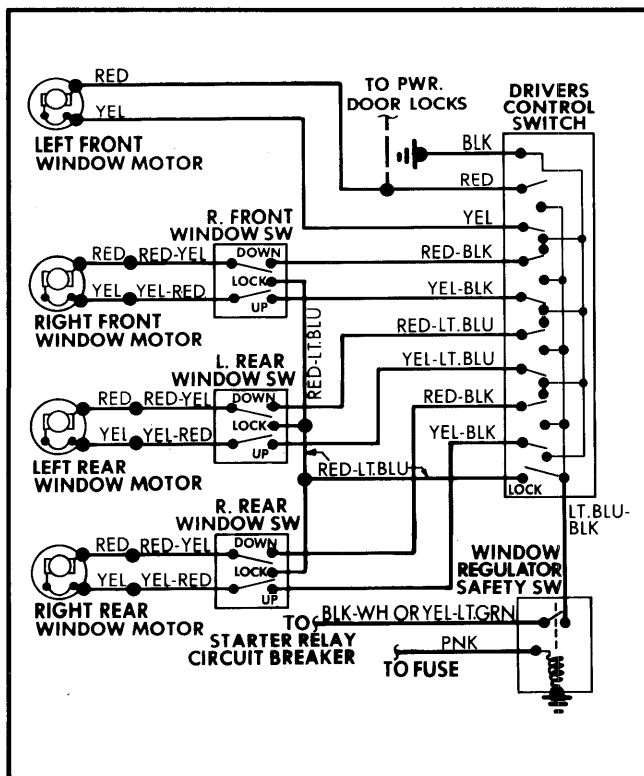 RED
YEL
LEFT FRONT
WINDOW MOTOR
TO PWR.
DOOR LOCKS
DRIVERS
CONTROL
SWITCH
BLK
RED
YEL
R. FRONT
WINDOW SW
RED RED-YEL
DOWN
LOCK
UP
YEL YEL-RED
RED-BLK
YEL-BLK
RIGHT FRONT
WINDOW MOTOR
RED-LT.BLU
RED-LT.BLU
YEL-LT.BLU
L. REAR
WINDOW SW
RED RED-YEL
DOWN
LOCK
UP
YEL YEL-RED
RED-BLK
YEL-BLK
LEFT REAR
WINDOW MOTOR
RED-LT.BLU
LOCK
LT.BLU-
BLK
R. REAR
WINDOW SW
RED RED-YEL
DOWN
LOCK
UP
YEL YEL-RED
RIGHT REAR
WINDOW MOTOR
WINDOW
REGULATOR
SAFETY SW
TO BLK-WH OR YEL-LT.GRN
STARTER RELAY
CIRCUIT BREAKER
PNK
TO FUSE